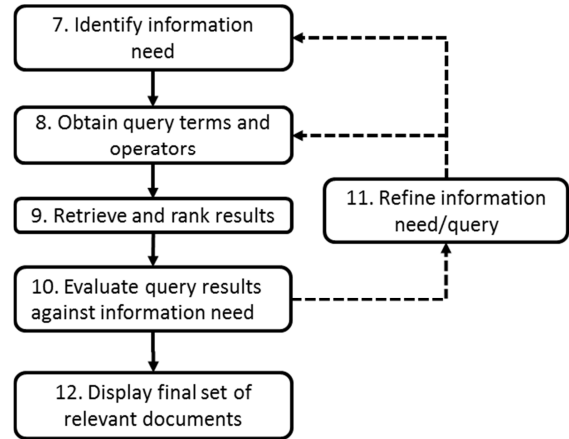 7. Identify information
need
8. Obtain query terms and
operators
9. Retrieve and rank results
11. Refine information
need/query
10. Evaluate query results
against information need
12. Display final set of
relevant documents